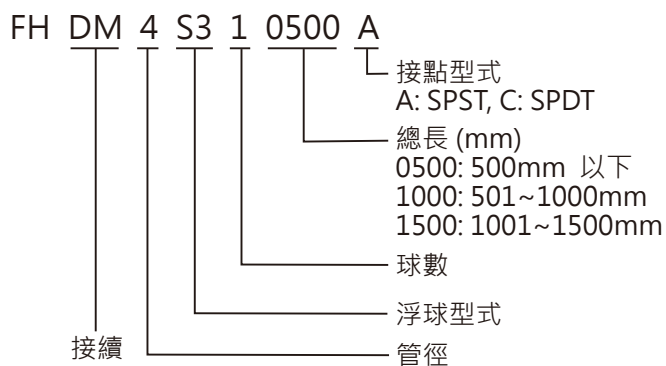 FH DM 4 S3 1 0500 A
接點型式
A: SPST, C: SPDT
總長 (mm)
0500: 500mm 以下
1000: 501~1000mm
1500: 1001~1500mm
球數
浮球型式
接續
管徑